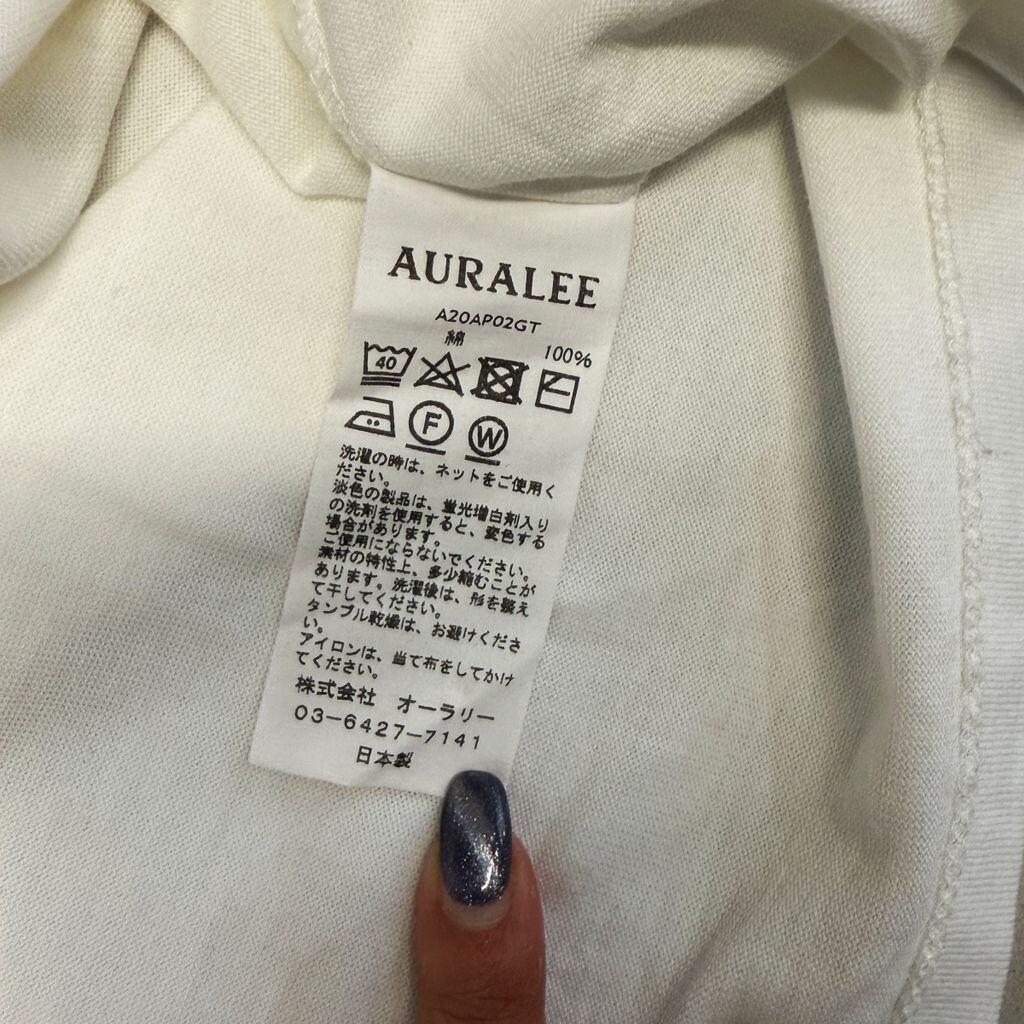 AURALEE
A20AP02GT
綿 100%
40
F W
洗濯の時は、ネットをご使用く
ださい。
淡色の製品は、蛍光増白剤入り
の洗剤を使用すると、変色する
場合があります。
ご使用にならないでください。
素材の特性上、多少縮むことが
あります。洗濯後は、形を整え
て干してください。
タンブル乾燥は、お避けくださ
い。
アイロンは、当て布をしてかけ
てください。
株式会社 オーラリー
03-6427-7141
日本製